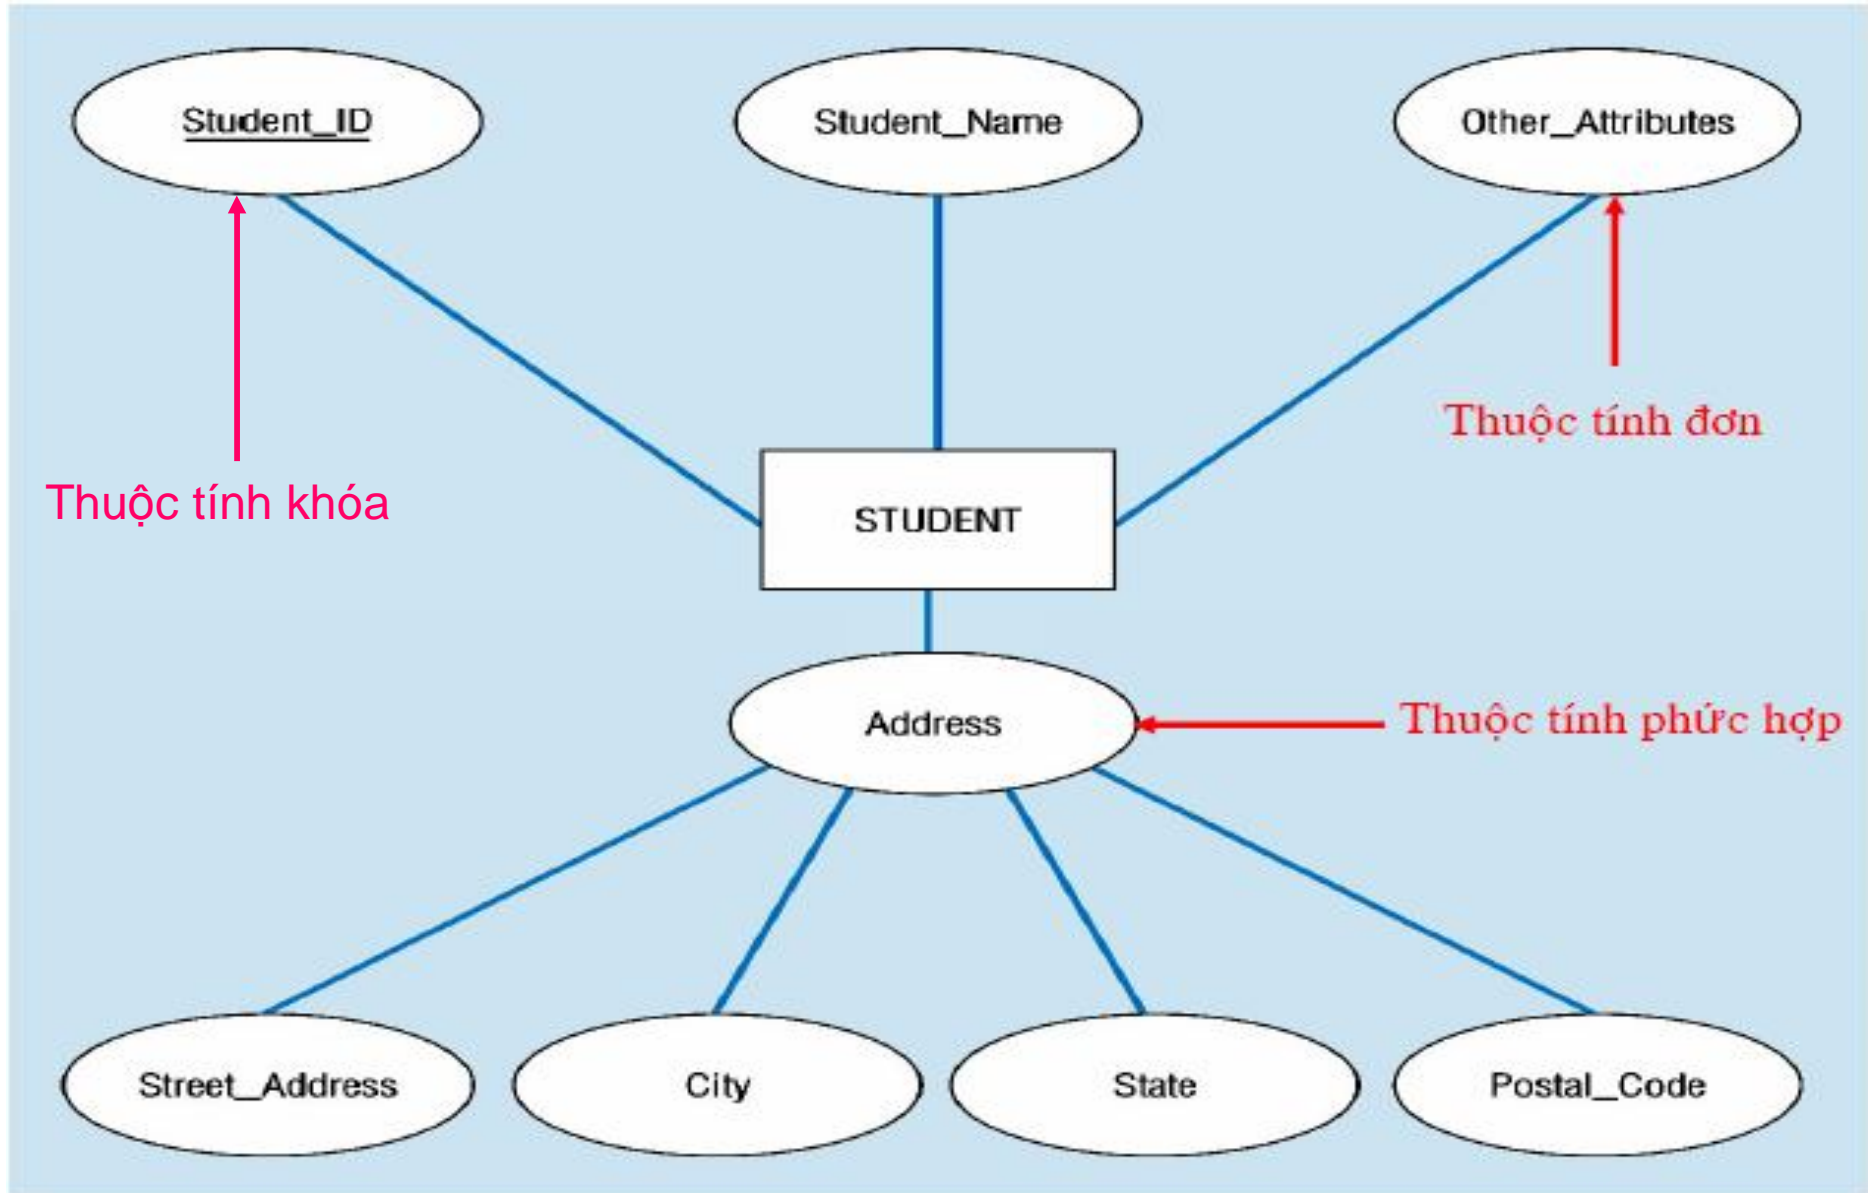 Student_ID
Student_Name
Other_Attributes
Thuộc tính đơn
Thuộc tính khóa
STUDENT
Address
Thuộc tính phức hợp
Street_Address
City
State
Postal_Code